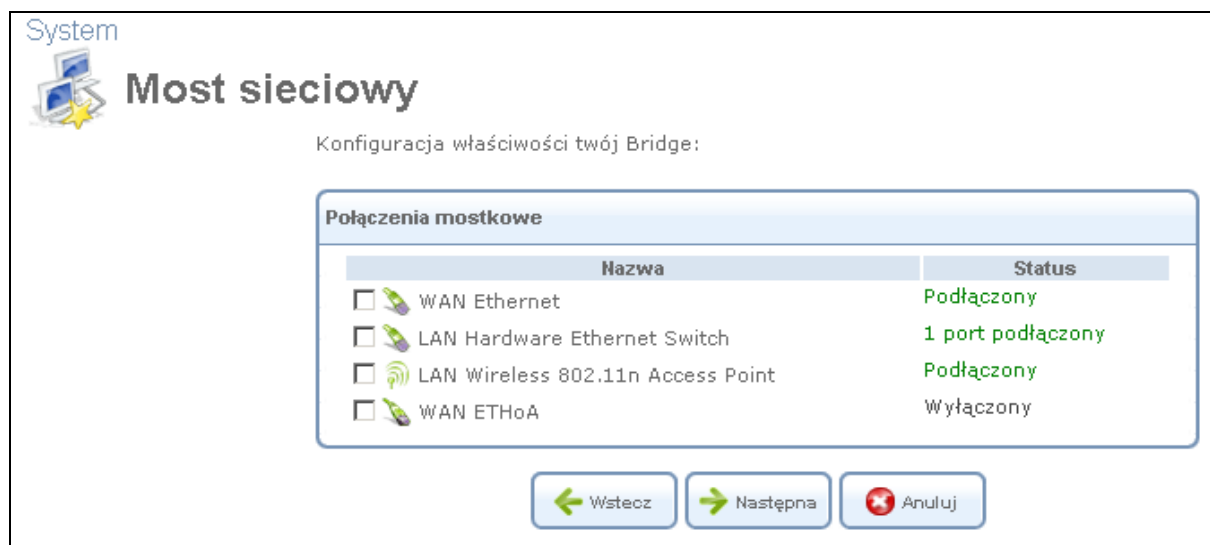 System
Most sieciowy
Konfiguracja właściwości twój Bridge:
Połączenia mostkowe
Nazwa Status
WAN Ethernet Podłączony
LAN Hardware Ethernet Switch 1 port podłączony
LAN Wireless 802.11n Access Point Podłączony
WAN ETHoA Wyłączony
Wstecz Następna Anuluj